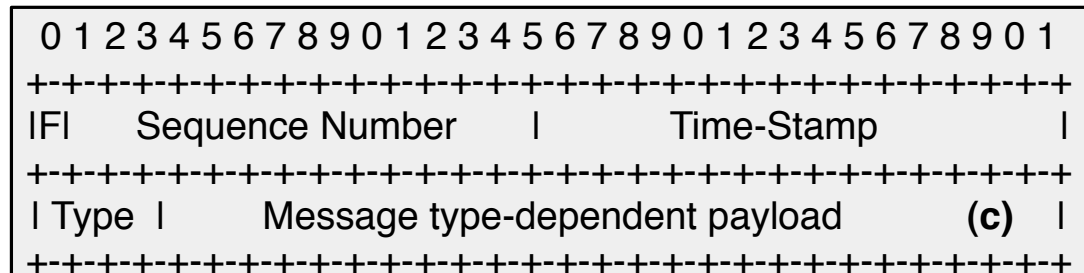 0 1 2 3 4 5 6 7 8 9 0 1 2 3 4 5 6 7 8 9 0 1 2 3 4 5 6 7 8 9 0 1
+-+-+-+-+-+-+-+-+-+-+-+-+-+-+-+-+-+-+-+-+-+-+-+-+-+-+-+-+-+
|F| Sequence Number | Time-Stamp |
+-+-+-+-+-+-+-+-+-+-+-+-+-+-+-+-+-+-+-+-+-+-+-+-+-+-+-+-+-+
| Type | Message type-dependent payload (c) |
+-+-+-+-+-+-+-+-+-+-+-+-+-+-+-+-+-+-+-+-+-+-+-+-+-+-+-+-+-+